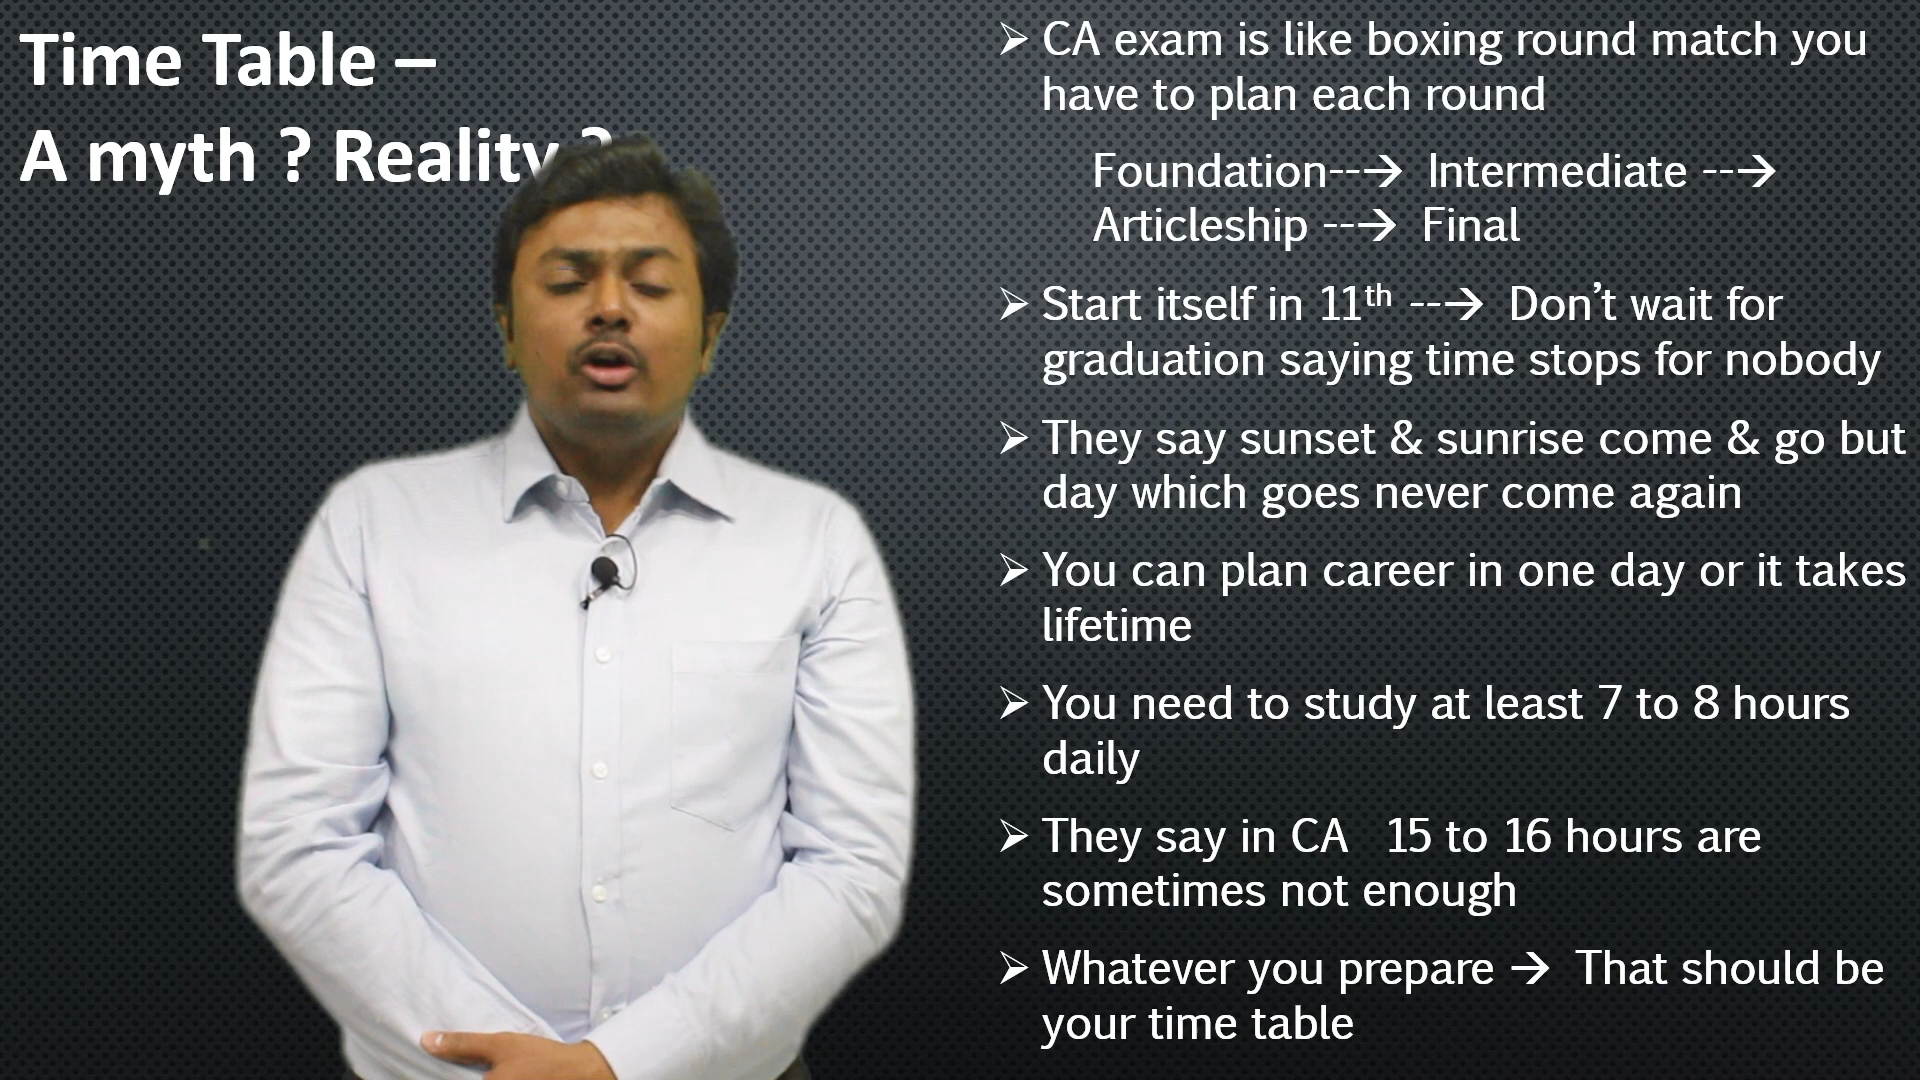 Time Table –
A myth ? Reality ?
➢ CA exam is like boxing round match you
have to plan each round
Foundation--→ Intermediate --→
Articleship --→ Final
➢ Start itself in 11th --→ Don’t wait for
graduation saying time stops for nobody
➢ They say sunset & sunrise come & go but
day which goes never come again
➢ You can plan career in one day or it takes
lifetime
➢ You need to study at least 7 to 8 hours
daily
➢ They say in CA 15 to 16 hours are
sometimes not enough
➢ Whatever you prepare → That should be
your time table